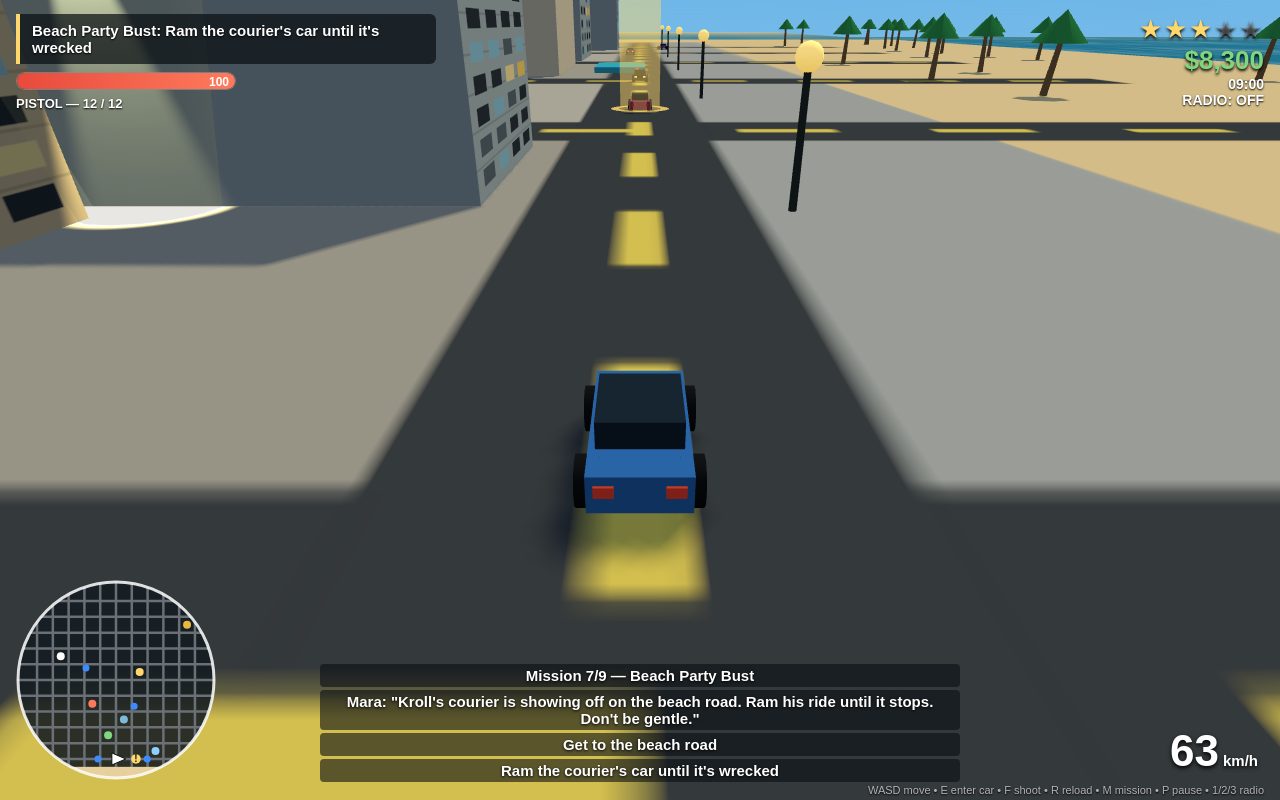 Beach Party Bust: Ram the courier's car until it's
wrecked
100
PISTOL — 12 / 12
★★★★★
$8,300
09:00
RADIO: OFF
Mission 7/9 — Beach Party Bust
Mara: "Kroll's courier is showing off on the beach road. Ram his ride until it stops.
Don't be gentle."
Get to the beach road
Ram the courier's car until it's wrecked
!
63 km/h
WASD move • E enter car • F shoot • R reload • M mission • P pause • 1/2/3 radio